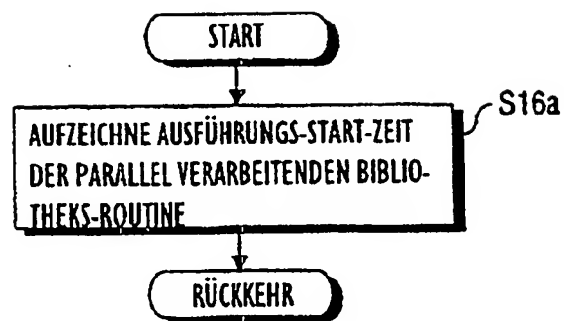 START
S16a
AUFZEICHNE AUSFÜHRUNGS-START-ZEIT
DER PARALLEL VERARBEITENDEN BIBLIO-
THEKS-ROUTINE
RÜCKKEHR